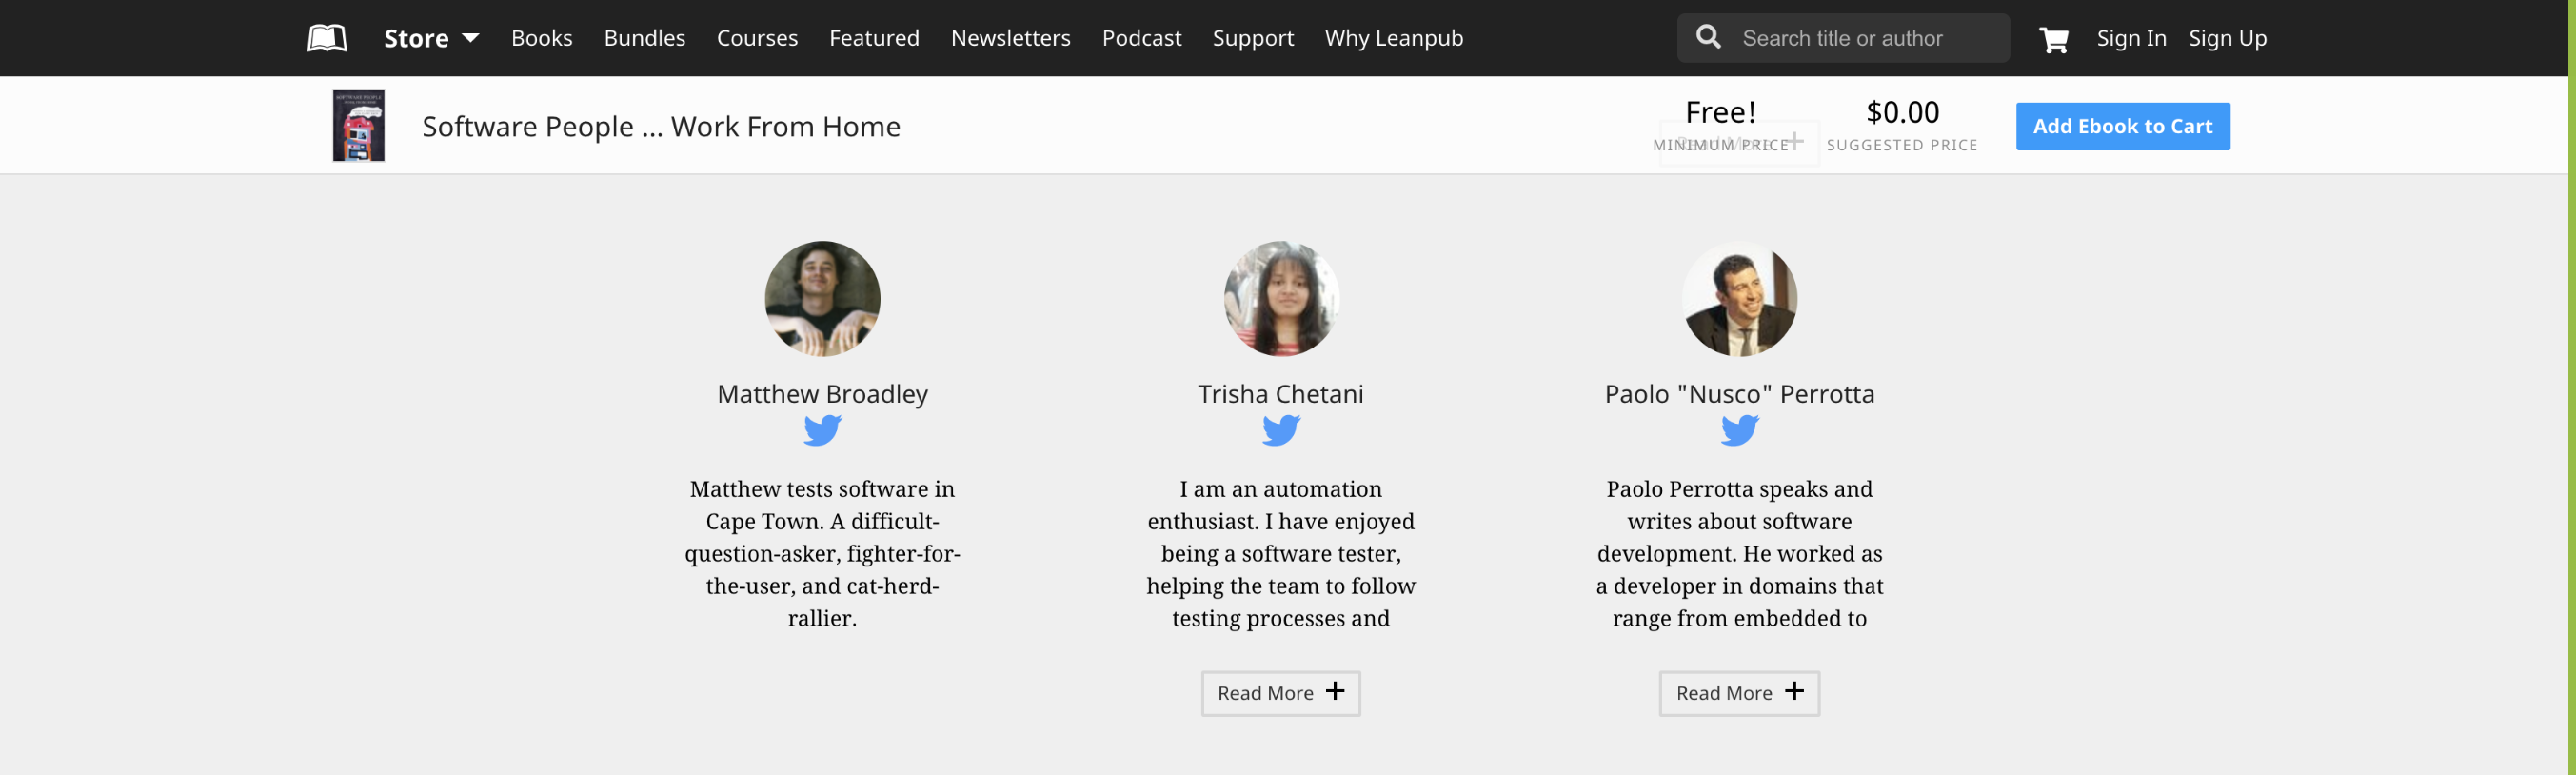 Store Books Bundles Courses Featured Newsletters Podcast Support Why Leanpub Search title or author Sign In Sign Up
Software People ... Work From Home
Free! $0.00
MINIMUM PRICE SUGGESTED PRICE
Add Ebook to Cart
Read More
Matthew Broadley
Matthew tests software in
Cape Town. A difficult-
question-asker, fighter-for-
the-user, and cat-herd-
rallier.
Trisha Chetani
I am an automation
enthusiast. I have enjoyed
being a software tester,
helping the team to follow
testing processes and
Read More
Paolo "Nusco" Perrotta
Paolo Perrotta speaks and
writes about software
development. He worked as
a developer in domains that
range from embedded to
Read More